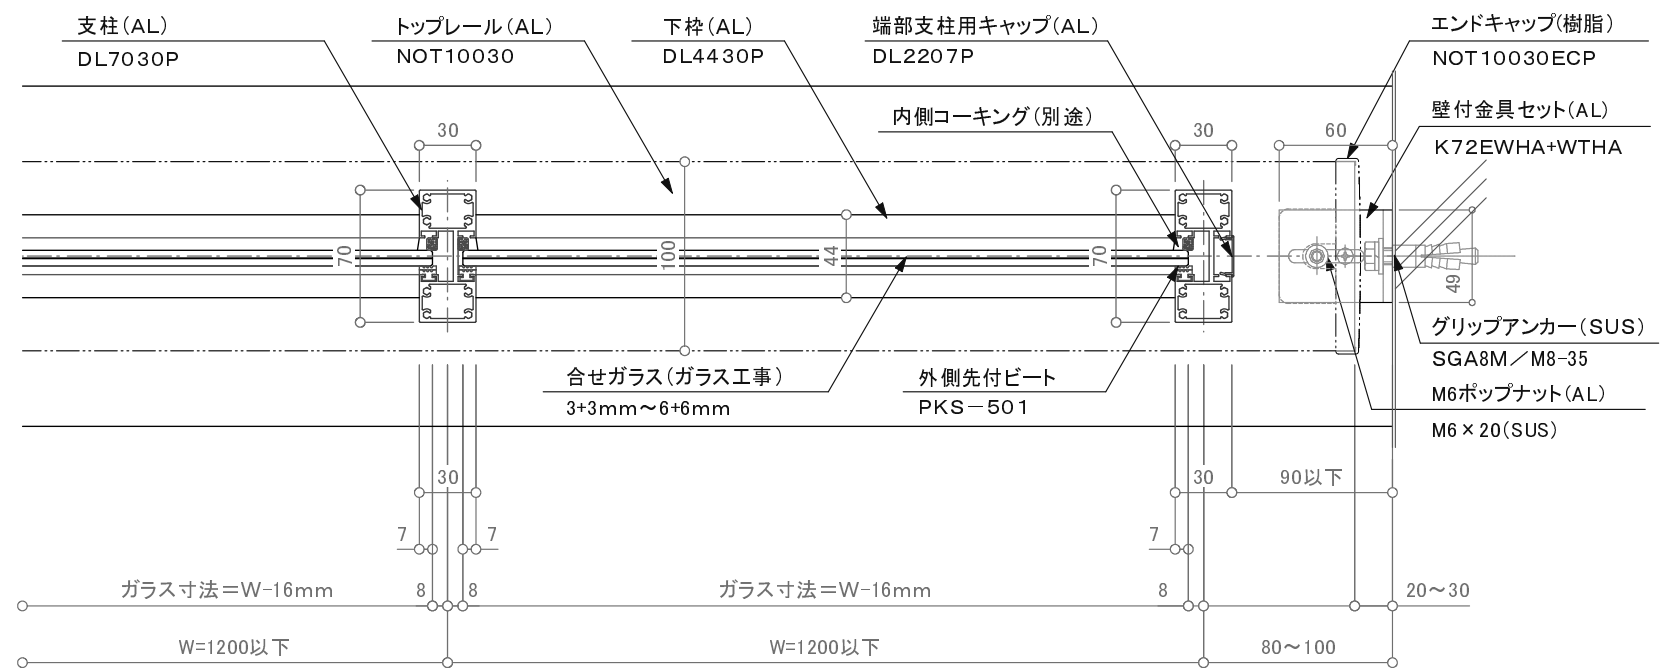 支柱(AL)
DL7030P
トップレール(AL)
NOT10030
下枠(AL)
DL4430P
端部支柱用キャップ(AL)
DL2207P
エンドキャップ(樹脂)
NOT10030ECP
内側コーキング(別途)
壁付金具セット(AL)
K72EWHA+WTHA
30
30
60
70
100
44
70
49
合せガラス(ガラス工事)
3+3mm～6+6mm
外側先付ビート
PKS－501
グリップアンカー(SUS)
SGA8M／M8-35
M6ポップナット(AL)
M6×20(SUS)
30
30
90以下
7
7
7
ガラス寸法＝W-16mm
8
8
ガラス寸法＝W-16mm
8
20～30
W=1200以下
W=1200以下
80～100